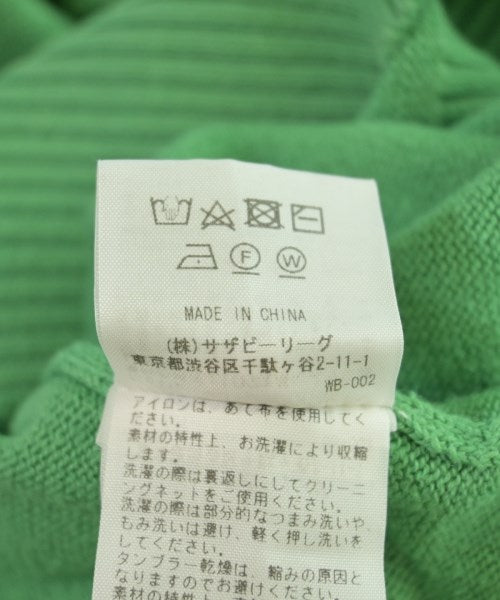 F
W
MADE IN CHINA
(株)サザビーリーグ
東京都渋谷区千駄ヶ谷2-11-1
WB-002
アイロンは、あて布を使用してく
ださい。
素材の特性上、お洗濯により収縮
します。
洗濯の際は裏返しにしてクリーニ
ングネットをご使用ください。
洗濯の際は部分的なつまみ洗いや、
もみ洗いは避け、軽く押し洗いを
してください。
タンブラー乾燥は、縮みの原因と
なりますのでお避けください。